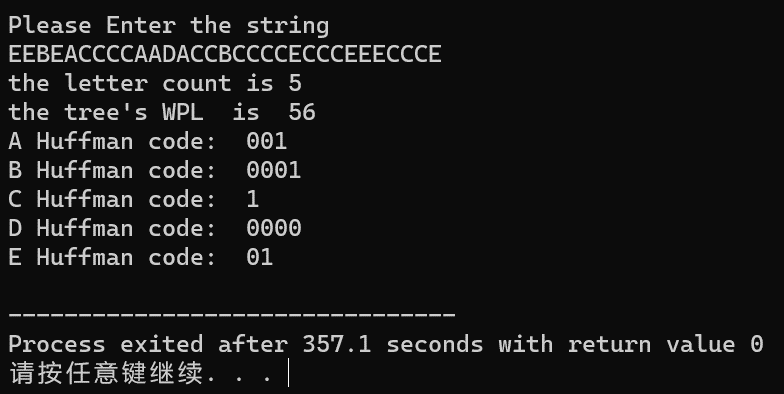 Please Enter the string
EEBEACCCCAADACCBCCCCECCCEEECCCE
the letter count is 5
the tree's WPL  is  56
A Huffman code:  001
B Huffman code:  0001
C Huffman code:  1
D Huffman code:  0000
E Huffman code:  01
--------------------------------
Process exited after 357.1 seconds with return value 0
请按任意键继续. . .